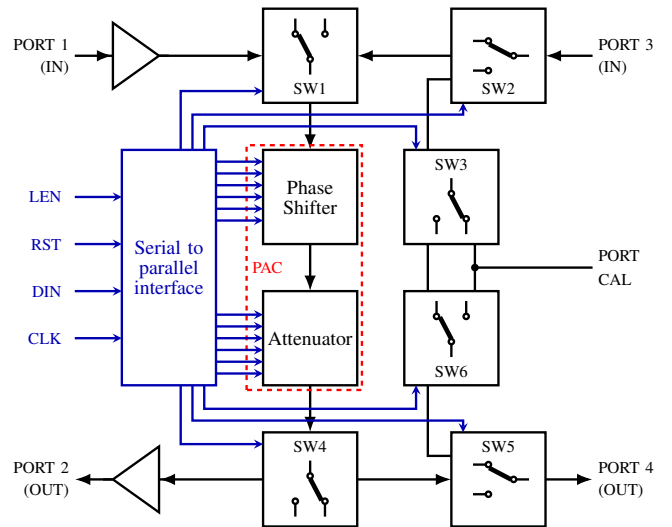 PORT 1
(IN)
SW1
SW2
PORT 3
(IN)
LEN
RST
DIN
CLK
Serial to
parallel
interface
Phase
Shifter
PAC
Attenuator
SW3
PORT
CAL
SW6
PORT 2
(OUT)
SW4
SW5
PORT 4
(OUT)